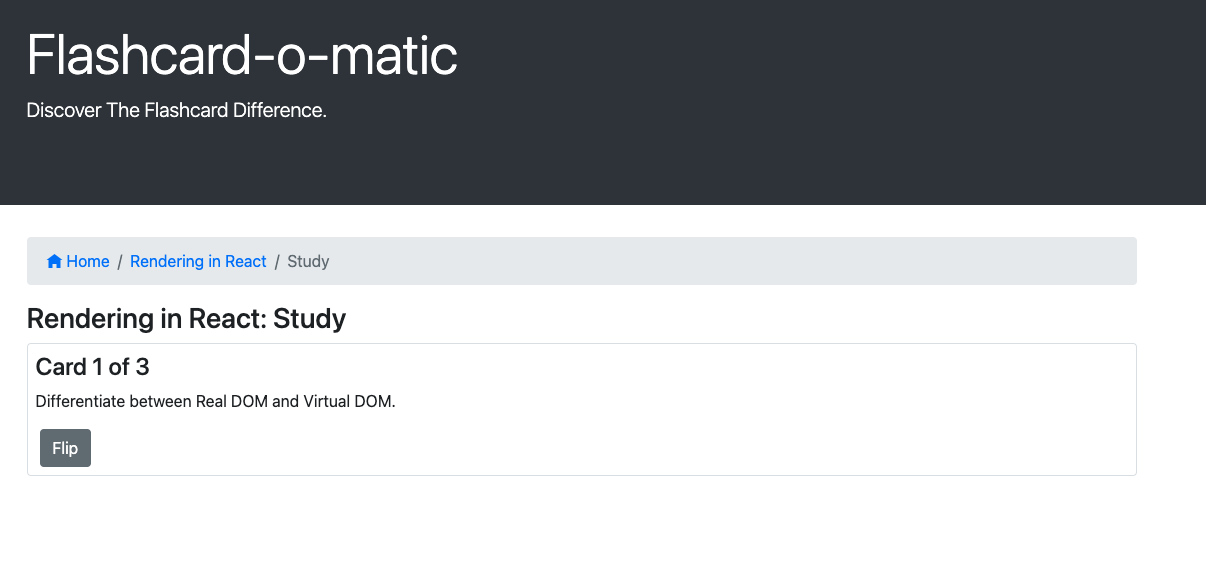 Flashcard-o-matic
Discover The Flashcard Difference.
Home / Rendering in React / Study
Rendering in React: Study
Card 1 of 3
Differentiate between Real DOM and Virtual DOM.
Flip